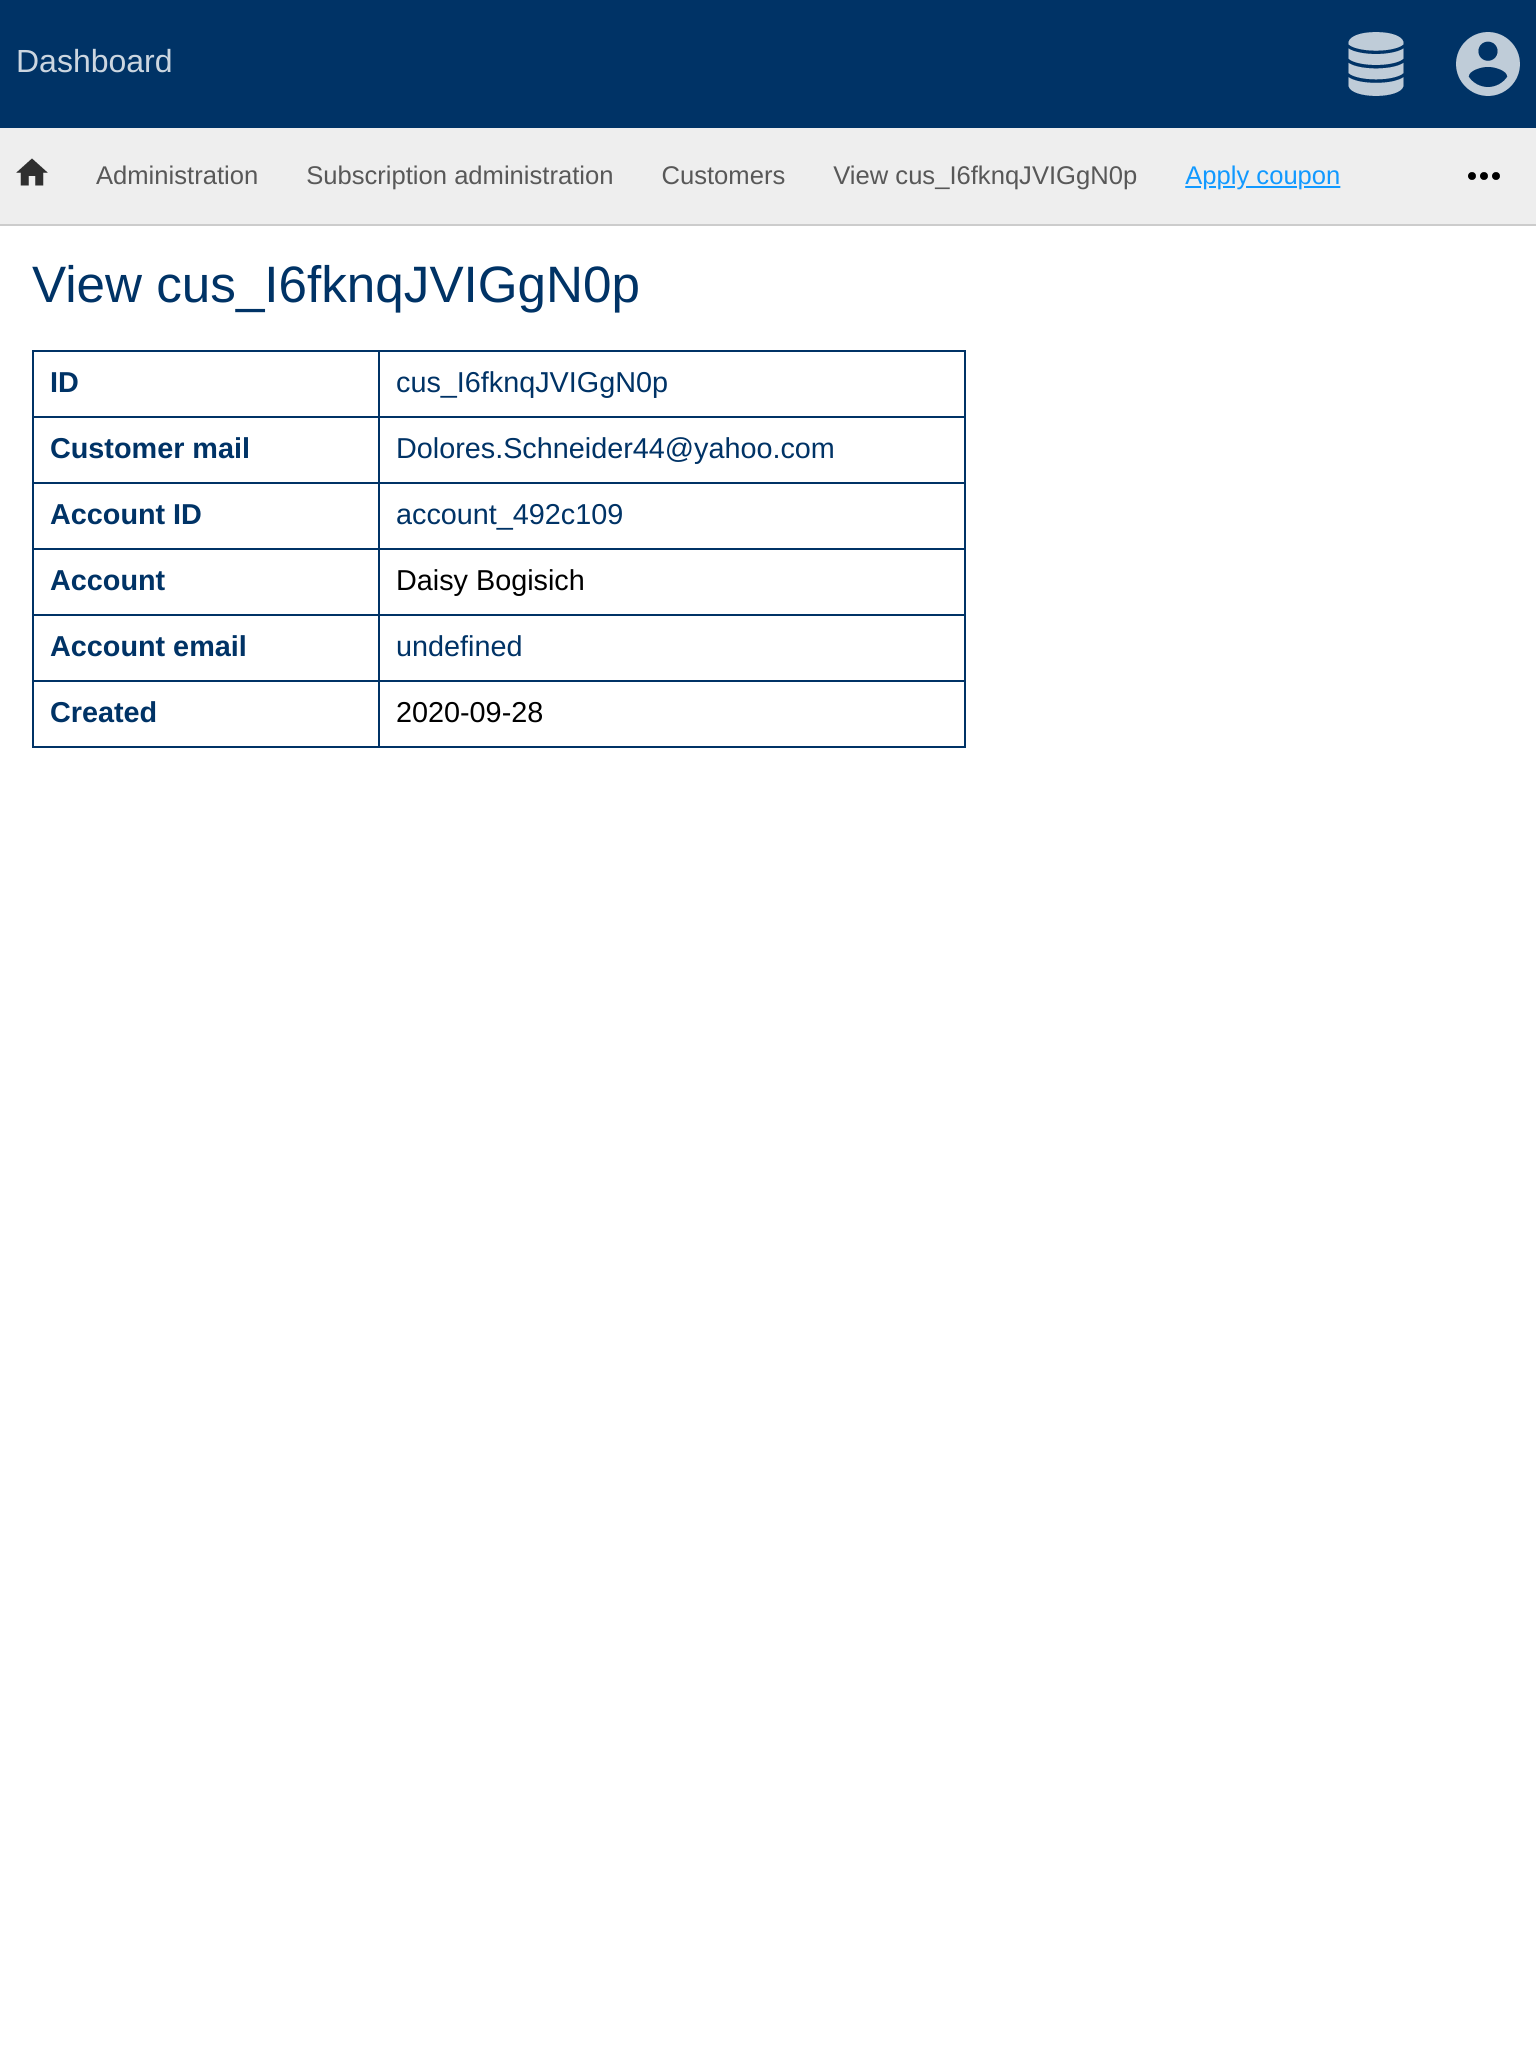 Dashboard
Administration Subscription administration Customers View cus_I6fknqJVIGgN0p Apply coupon
View cus_I6fknqJVIGgN0p
ID cus_I6fknqJVIGgN0p
Customer mail Dolores.Schneider44@yahoo.com
Account ID account_492c109
Account Daisy Bogisich
Account email undefined
Created 2020-09-28